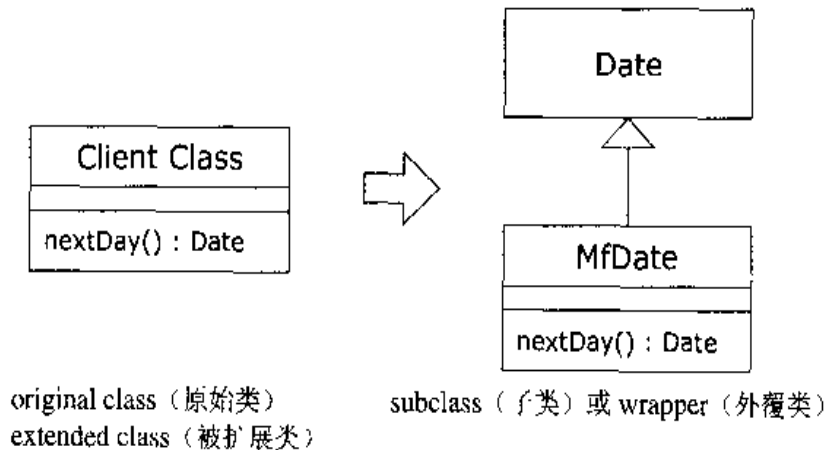 Date
Client Class
nextDay() : Date
MfDate
nextDay() : Date
original class（原始类）
extended class（被扩展类）
subclass（子类）或 wrapper（外覆类）